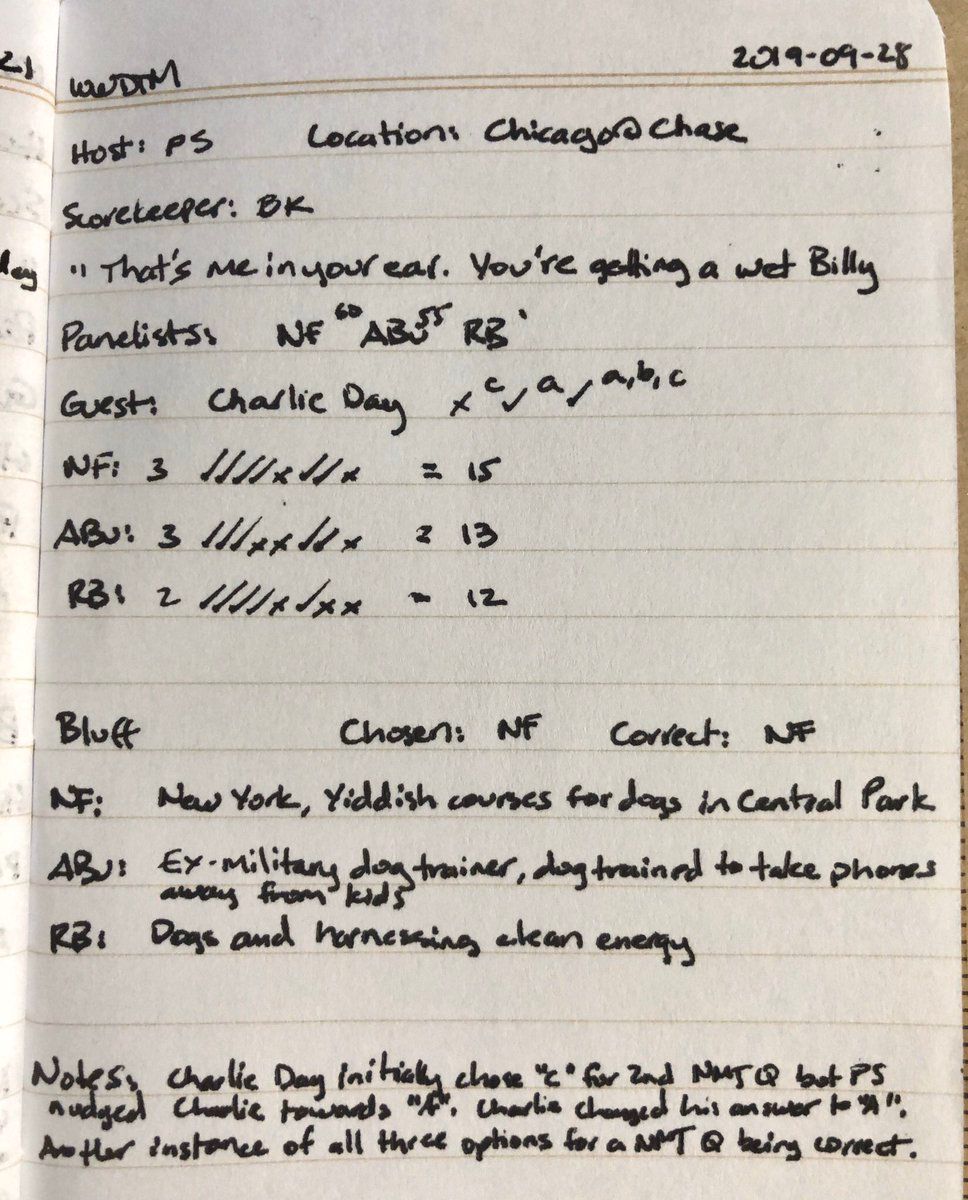 21
WWDTM 2019-09-28
Host: PS Location: Chicago @ Chase
Scorekeeper: BK
" That's me in your ear. You're getting a wet Billy
Panelists: NF 60 ABu 55 RB '
Guest: Charlie Day x c ✓ a ✓ a, b, c
NF: 3 ////x//x = 15
ABu: 3 ///xx//x = 13
RB: 2 ////x/xx = 12
Bluff Chosen: NF Correct: NF
NF: New York, Yiddish courses for dogs in Central Park
ABu: Ex-military dog trainer, dog trained to take phones
away from kids
RB: Dogs and harnessing clean energy
Notes: Charlie Day initially chose "c" for 2nd NMJ Q but PS
nudged Charlie towards "A". Charlie changed his answer to "A".
Another instance of all three options for a NMJ Q being correct.